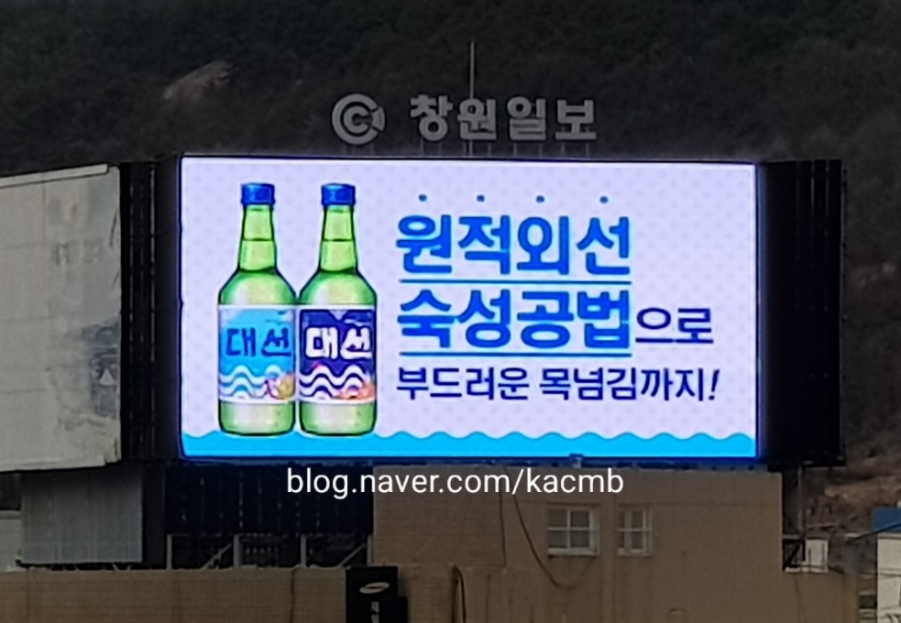 창원일보
원적외선
숙성공법으로
부드러운 목넘김까지!
대선 대선
blog.naver.com/kacmb